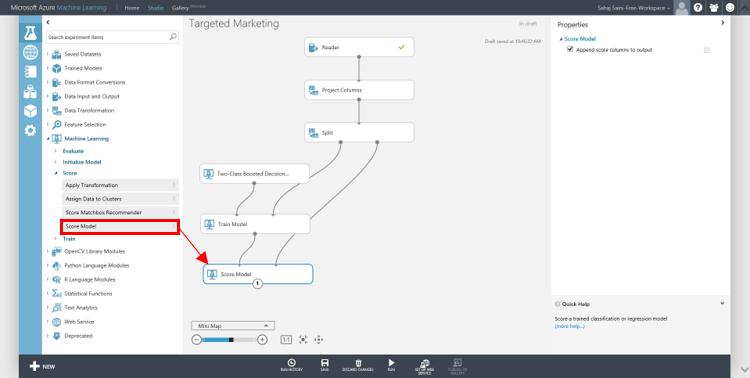 Microsoft Azure Machine Learning
Home
Studio
Gallery
Sahaj Saini-Free-Workspace
Search experiment items
Saved Datasets
Trained Models
Data Format Conversions
Data Input and Output
Data Transformation
Feature Selection
Machine Learning
Evaluate
Initialize Model
Score
Apply Transformation
Assign Data to Clusters
Score Matchbox Recommender
Score Model
Train
OpenCV Library Modules
Python Language Modules
R Language Modules
Statistical Functions
Text Analytics
Web Service
Deprecated
Targeted Marketing
In draft
Draft saved at 10:46:22 AM
Reader
Project Columns
Split
Two-Class Boosted Decision...
Train Model
Score Model
1
Mini Map
1:1
Properties
Score Model
Append score columns to output
Quick Help
Score a trained classification or regression model
(more help...)
NEW
RUN HISTORY
SAVE
DISCARD CHANGES
RUN
SET UP WEB
SERVICE
PUBLISH TO
GALLERY